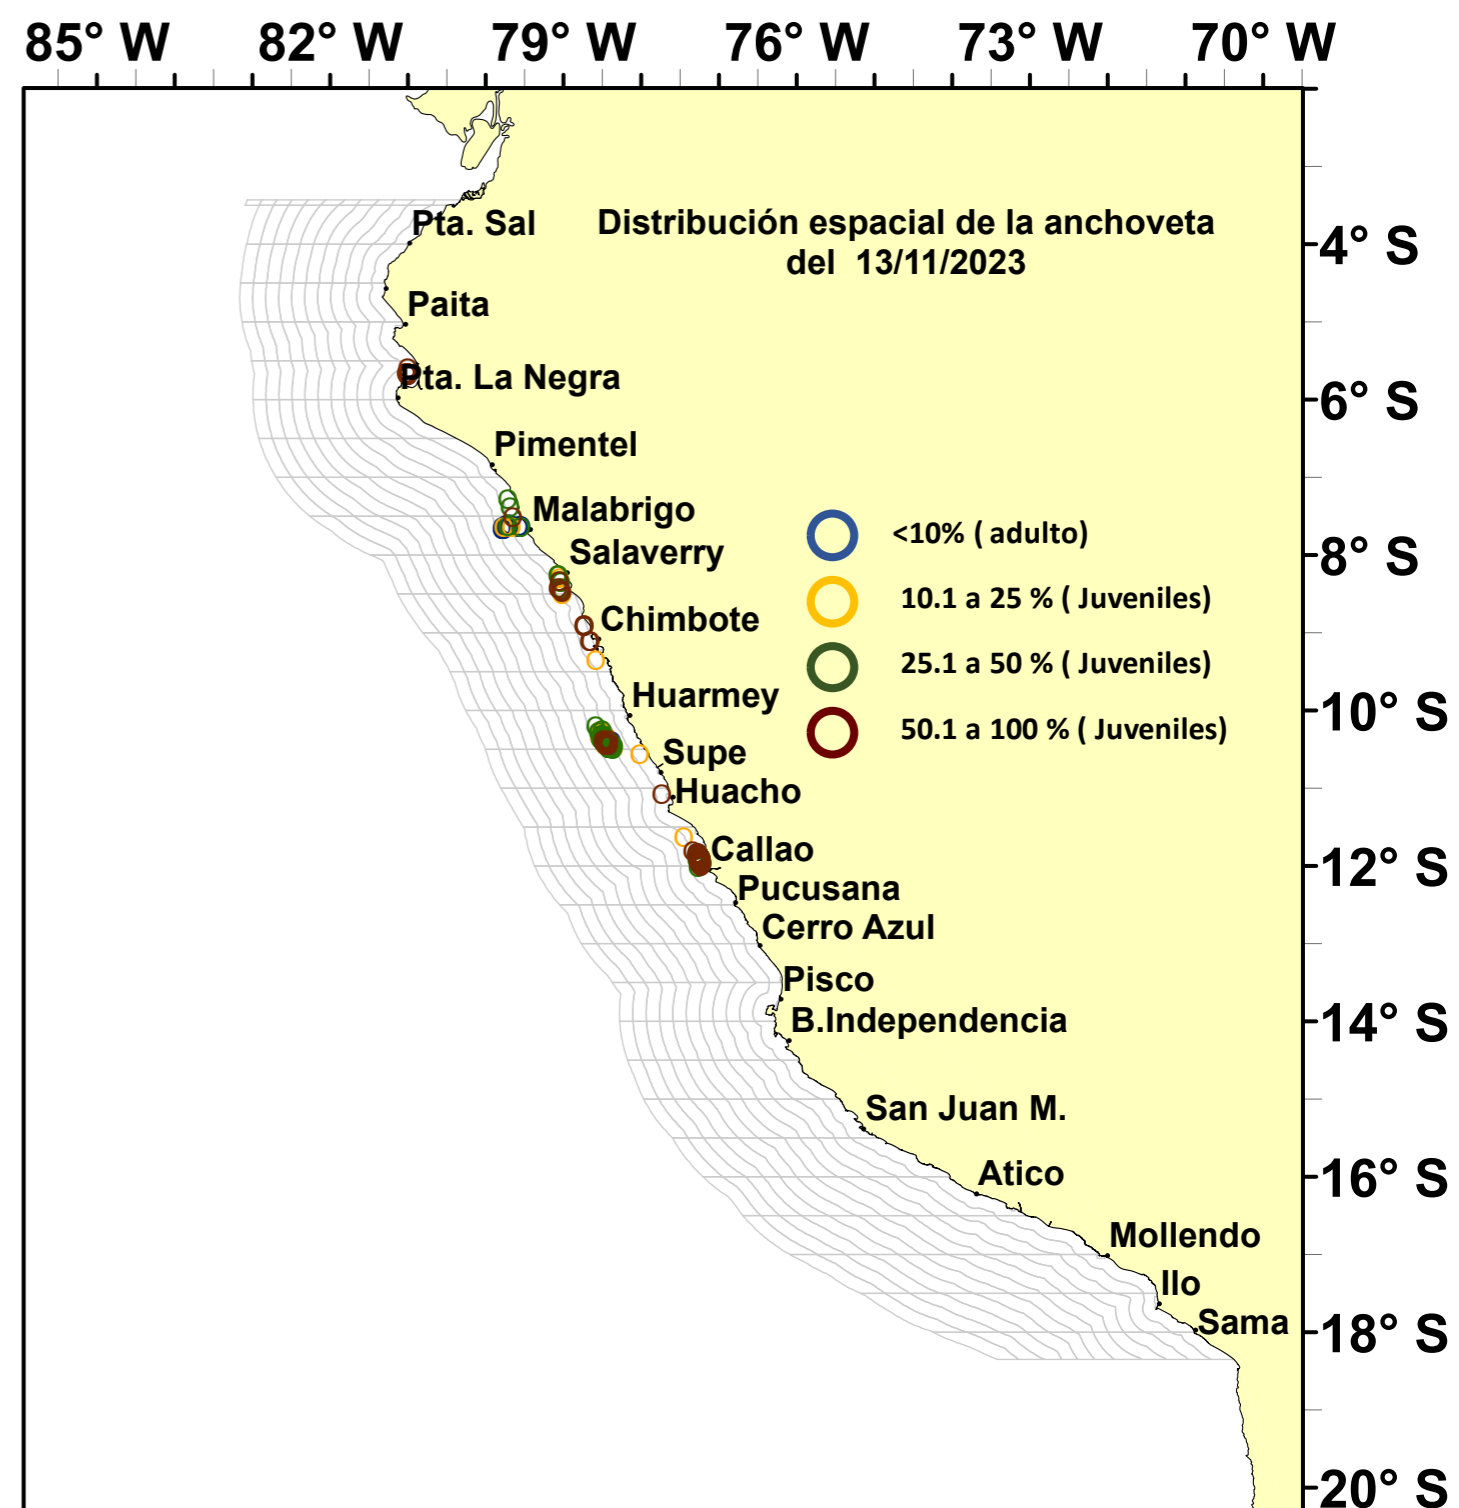 85° W 82° W 79° W 76° W 73° W 70° W
Pta. Sal
Distribución espacial de la anchoveta
del 13/11/2023
4° S
Paita
Pta. La Negra
6° S
Pimentel
Malabrigo
<10% ( adulto)
Salaverry
8° S
10.1 a 25 % ( Juveniles)
Chimbote
25.1 a 50 % ( Juveniles)
Huarmey
10° S
50.1 a 100 % ( Juveniles)
Supe
Huacho
Callao
12° S
Pucusana
Cerro Azul
Pisco
B.Independencia
14° S
San Juan M.
Atico
16° S
Mollendo
Ilo
Sama
18° S
20° S